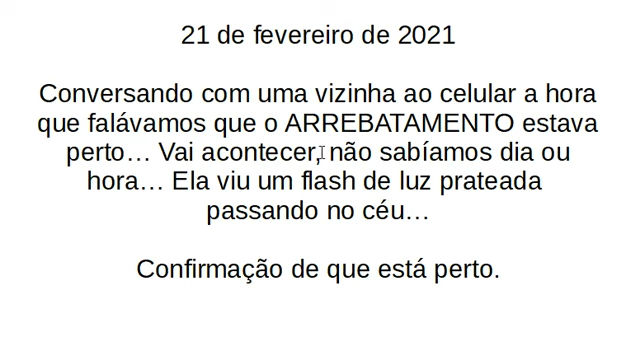 21 de fevereiro de 2021
Conversando com uma vizinha ao celular a hora
que falávamos que o ARREBATAMENTO estava
perto… Vai acontecer, não sabíamos dia ou
hora… Ela viu um flash de luz prateada
passando no céu…
Confirmação de que está perto.